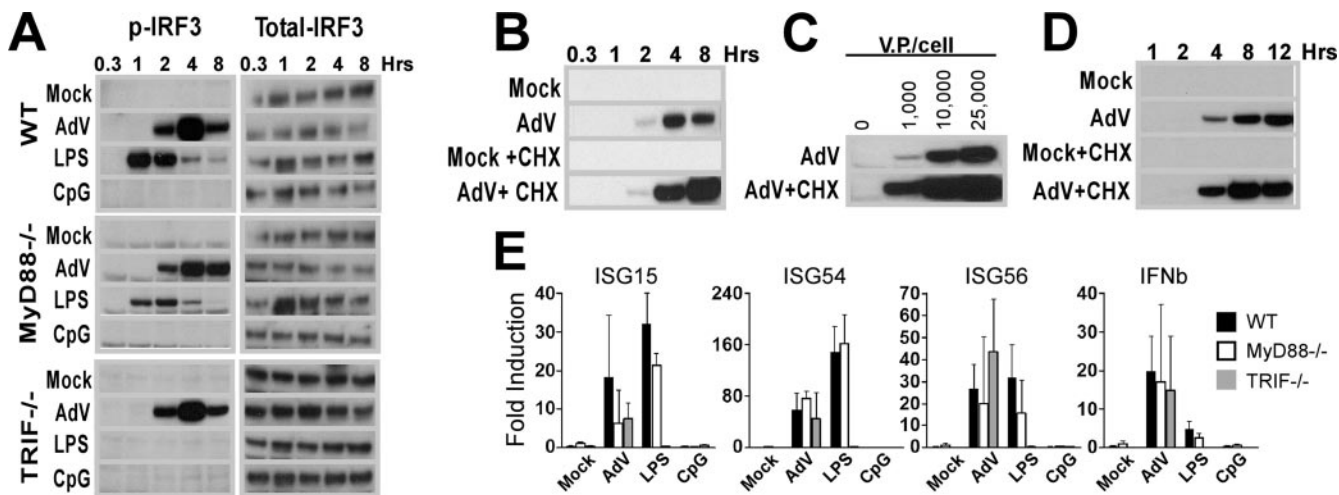 A
p-IRF3 Total-IRF3
0.3 1 2 4 8 0.3 1 2 4 8 Hrs
WT
Mock
AdV
LPS
CpG
MyD88-/-
Mock
AdV
LPS
CpG
TRIF-/-
Mock
AdV
LPS
CpG
B
0.3 1 2 4 8 Hrs
Mock
AdV
Mock +CHX
AdV+ CHX
C
V.P./cell
0 1,000 10,000 25,000
AdV
AdV+CHX
D
1 2 4 8 12 Hrs
Mock
AdV
Mock+CHX
AdV+CHX
E
Fold Induction
ISG15
40
30
20
10
0
Mock AdV LPS CpG
ISG54
240
160
80
0
Mock AdV LPS CpG
ISG56
70
60
50
40
30
20
10
0
Mock AdV LPS CpG
IFNb
40
30
20
10
0
Mock AdV LPS CpG
WT
MyD88-/-
TRIF-/-